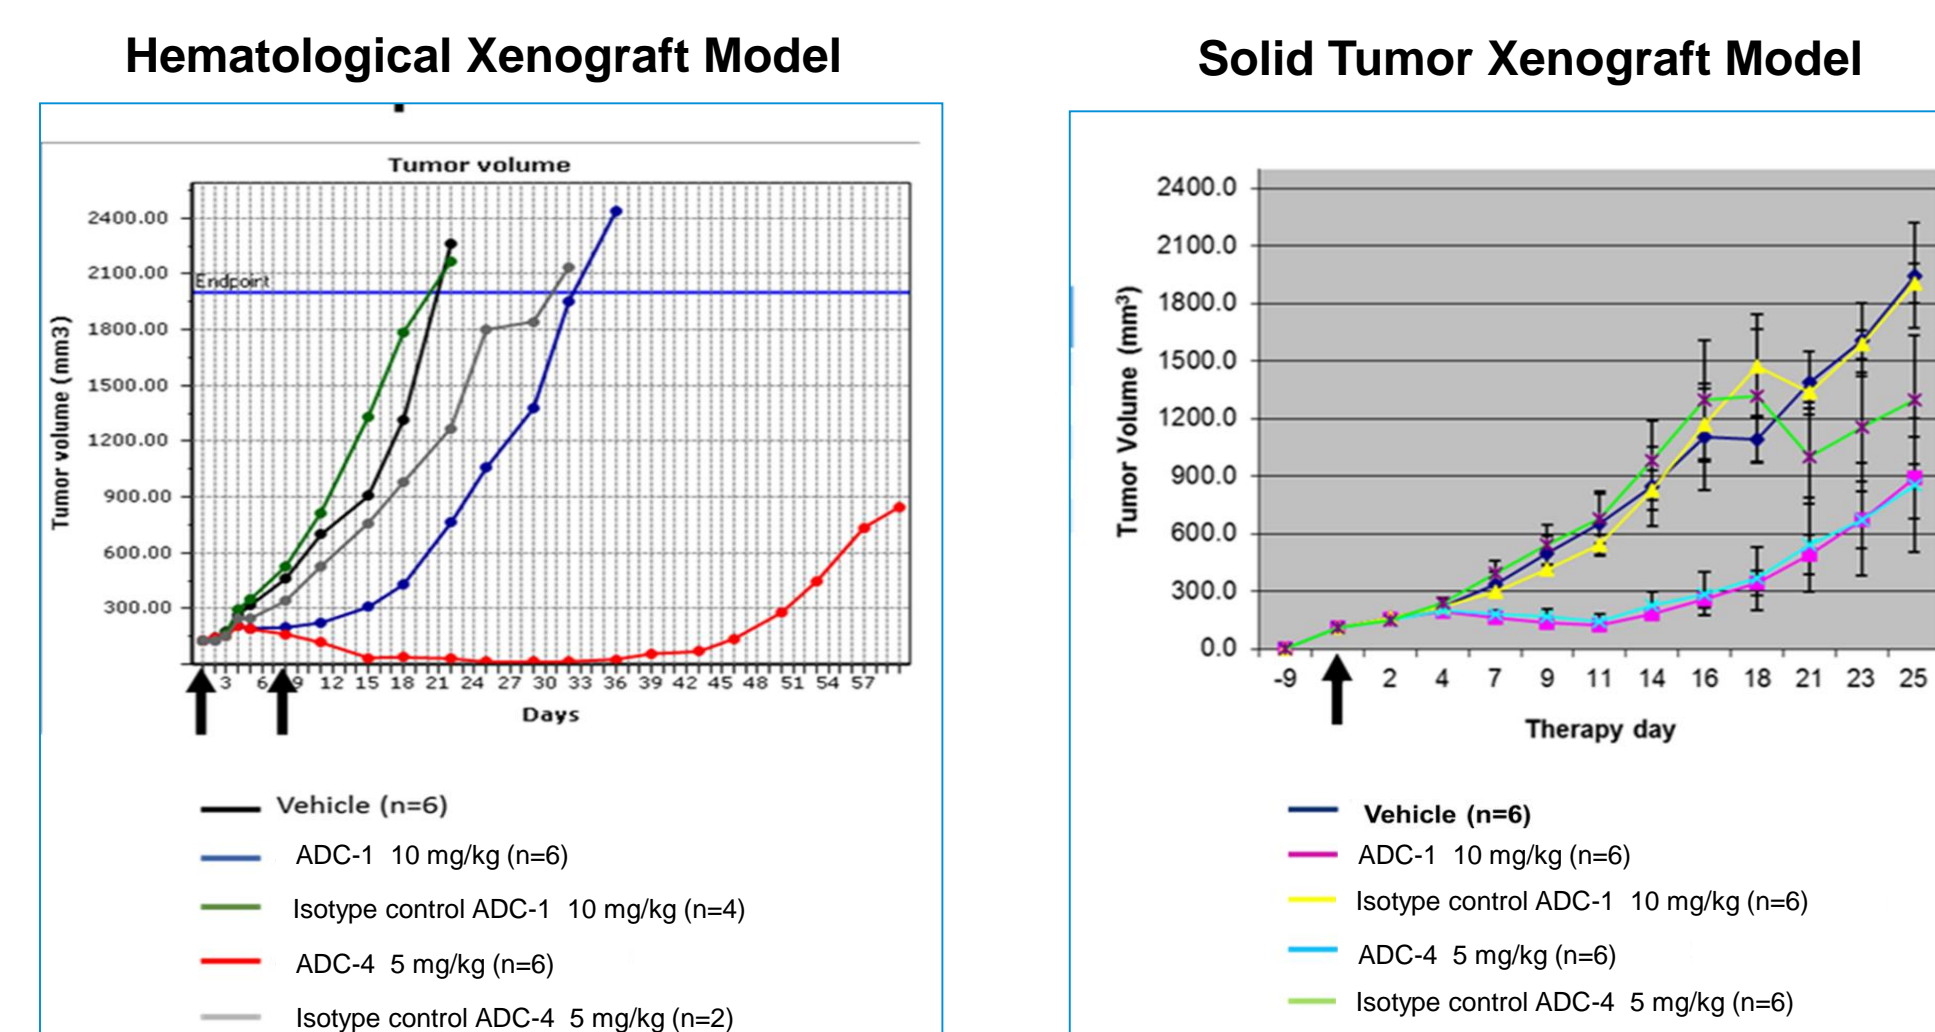 Hematological Xenograft Model
Tumor volume
Tumor volume (mm3)
2400.00
2100.00
1800.00
1500.00
1200.00
900.00
600.00
300.00
Endpoint
3 6 9 12 15 18 21 24 27 30 33 36 39 42 45 48 51 54 57
Days
Vehicle (n=6)
ADC-1 10 mg/kg (n=6)
Isotype control ADC-1 10 mg/kg (n=4)
ADC-4 5 mg/kg (n=6)
Isotype control ADC-4 5 mg/kg (n=2)
Solid Tumor Xenograft Model
Tumor Volume (mm³)
2400.0
2100.0
1800.0
1500.0
1200.0
900.0
600.0
300.0
0.0
-9 2 4 7 9 11 14 16 18 21 23 25
Therapy day
Vehicle (n=6)
ADC-1 10 mg/kg (n=6)
Isotype control ADC-1 10 mg/kg (n=6)
ADC-4 5 mg/kg (n=6)
Isotype control ADC-4 5 mg/kg (n=6)